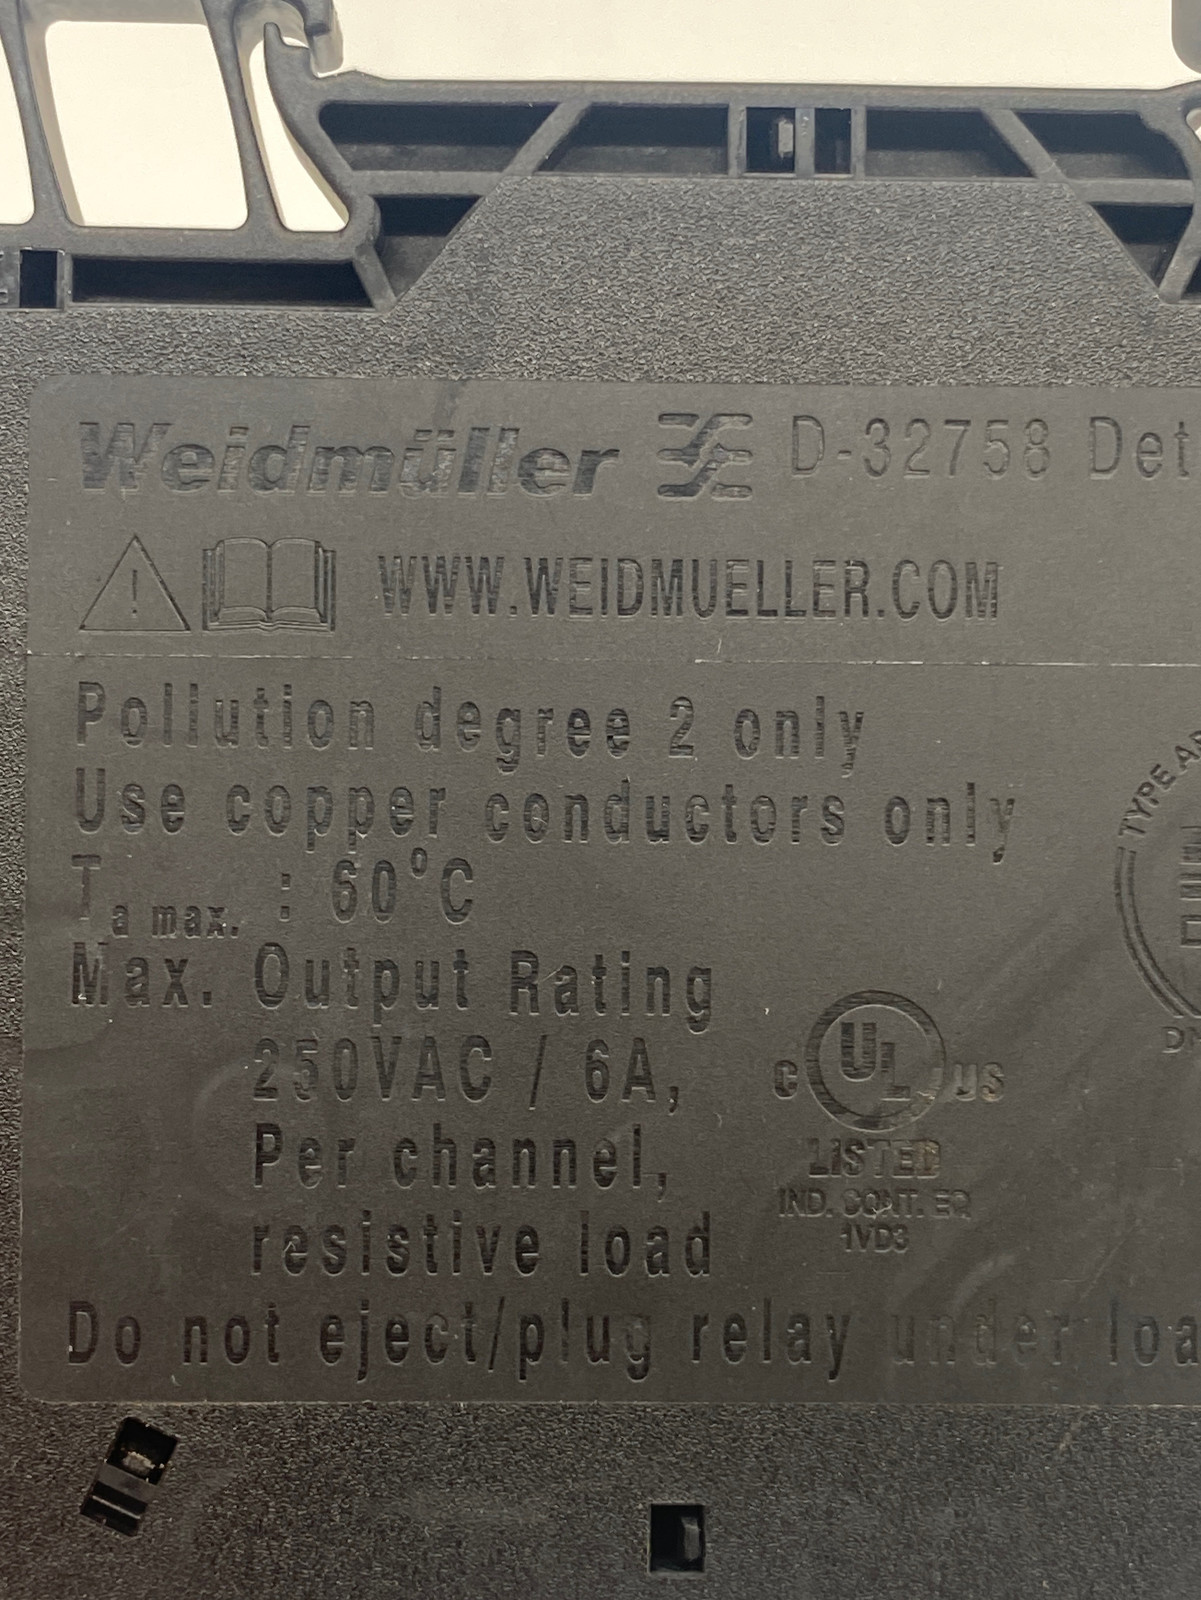 Weidmüller D-32758 Det
WWW.WEIDMUELLER.COM
Pollution degree 2 only
Use copper conductors only
Ta max. : 60°C
Max. Output Rating
250VAC / 6A,
Per channel,
resistive load
Do not eject/plug relay under loa
TYPE
c UL US
LISTED
IND. CONT. EQ
1VD3